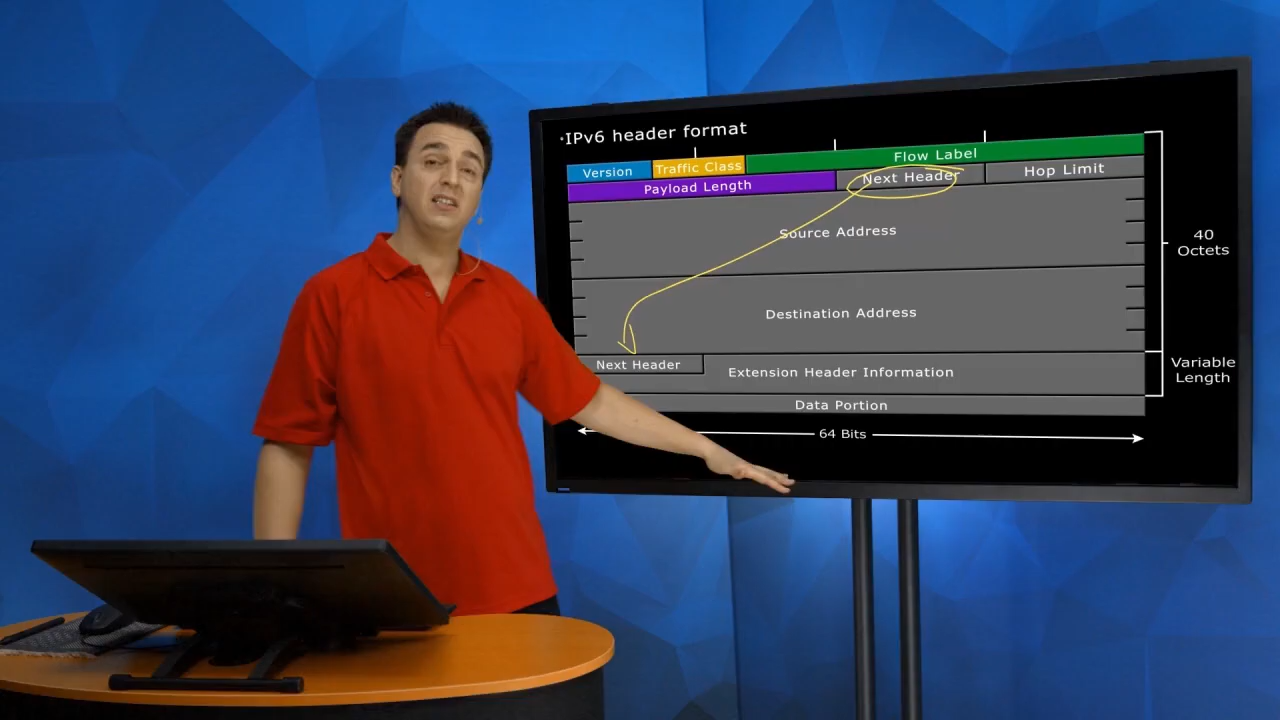 ·IPv6 header format
Version
Traffic Class
Flow Label
Payload Length
Next Header
Hop Limit
Source Address
Destination Address
Next Header
Extension Header Information
Data Portion
64 Bits
40
Octets
Variable
Length